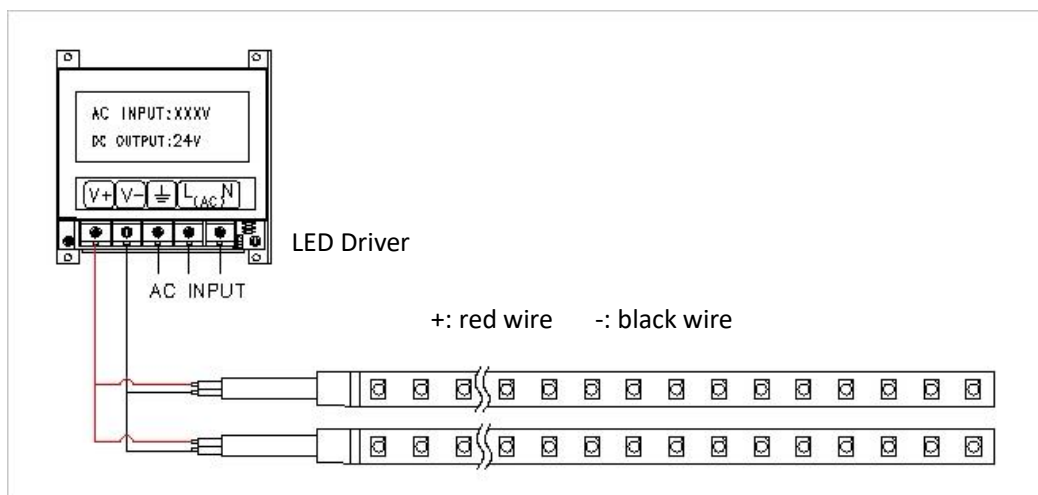 AC INPUT:XXXV
DC OUTPUT:24V
V+ V- L(AC)N
LED Driver
AC INPUT
+: red wire -: black wire